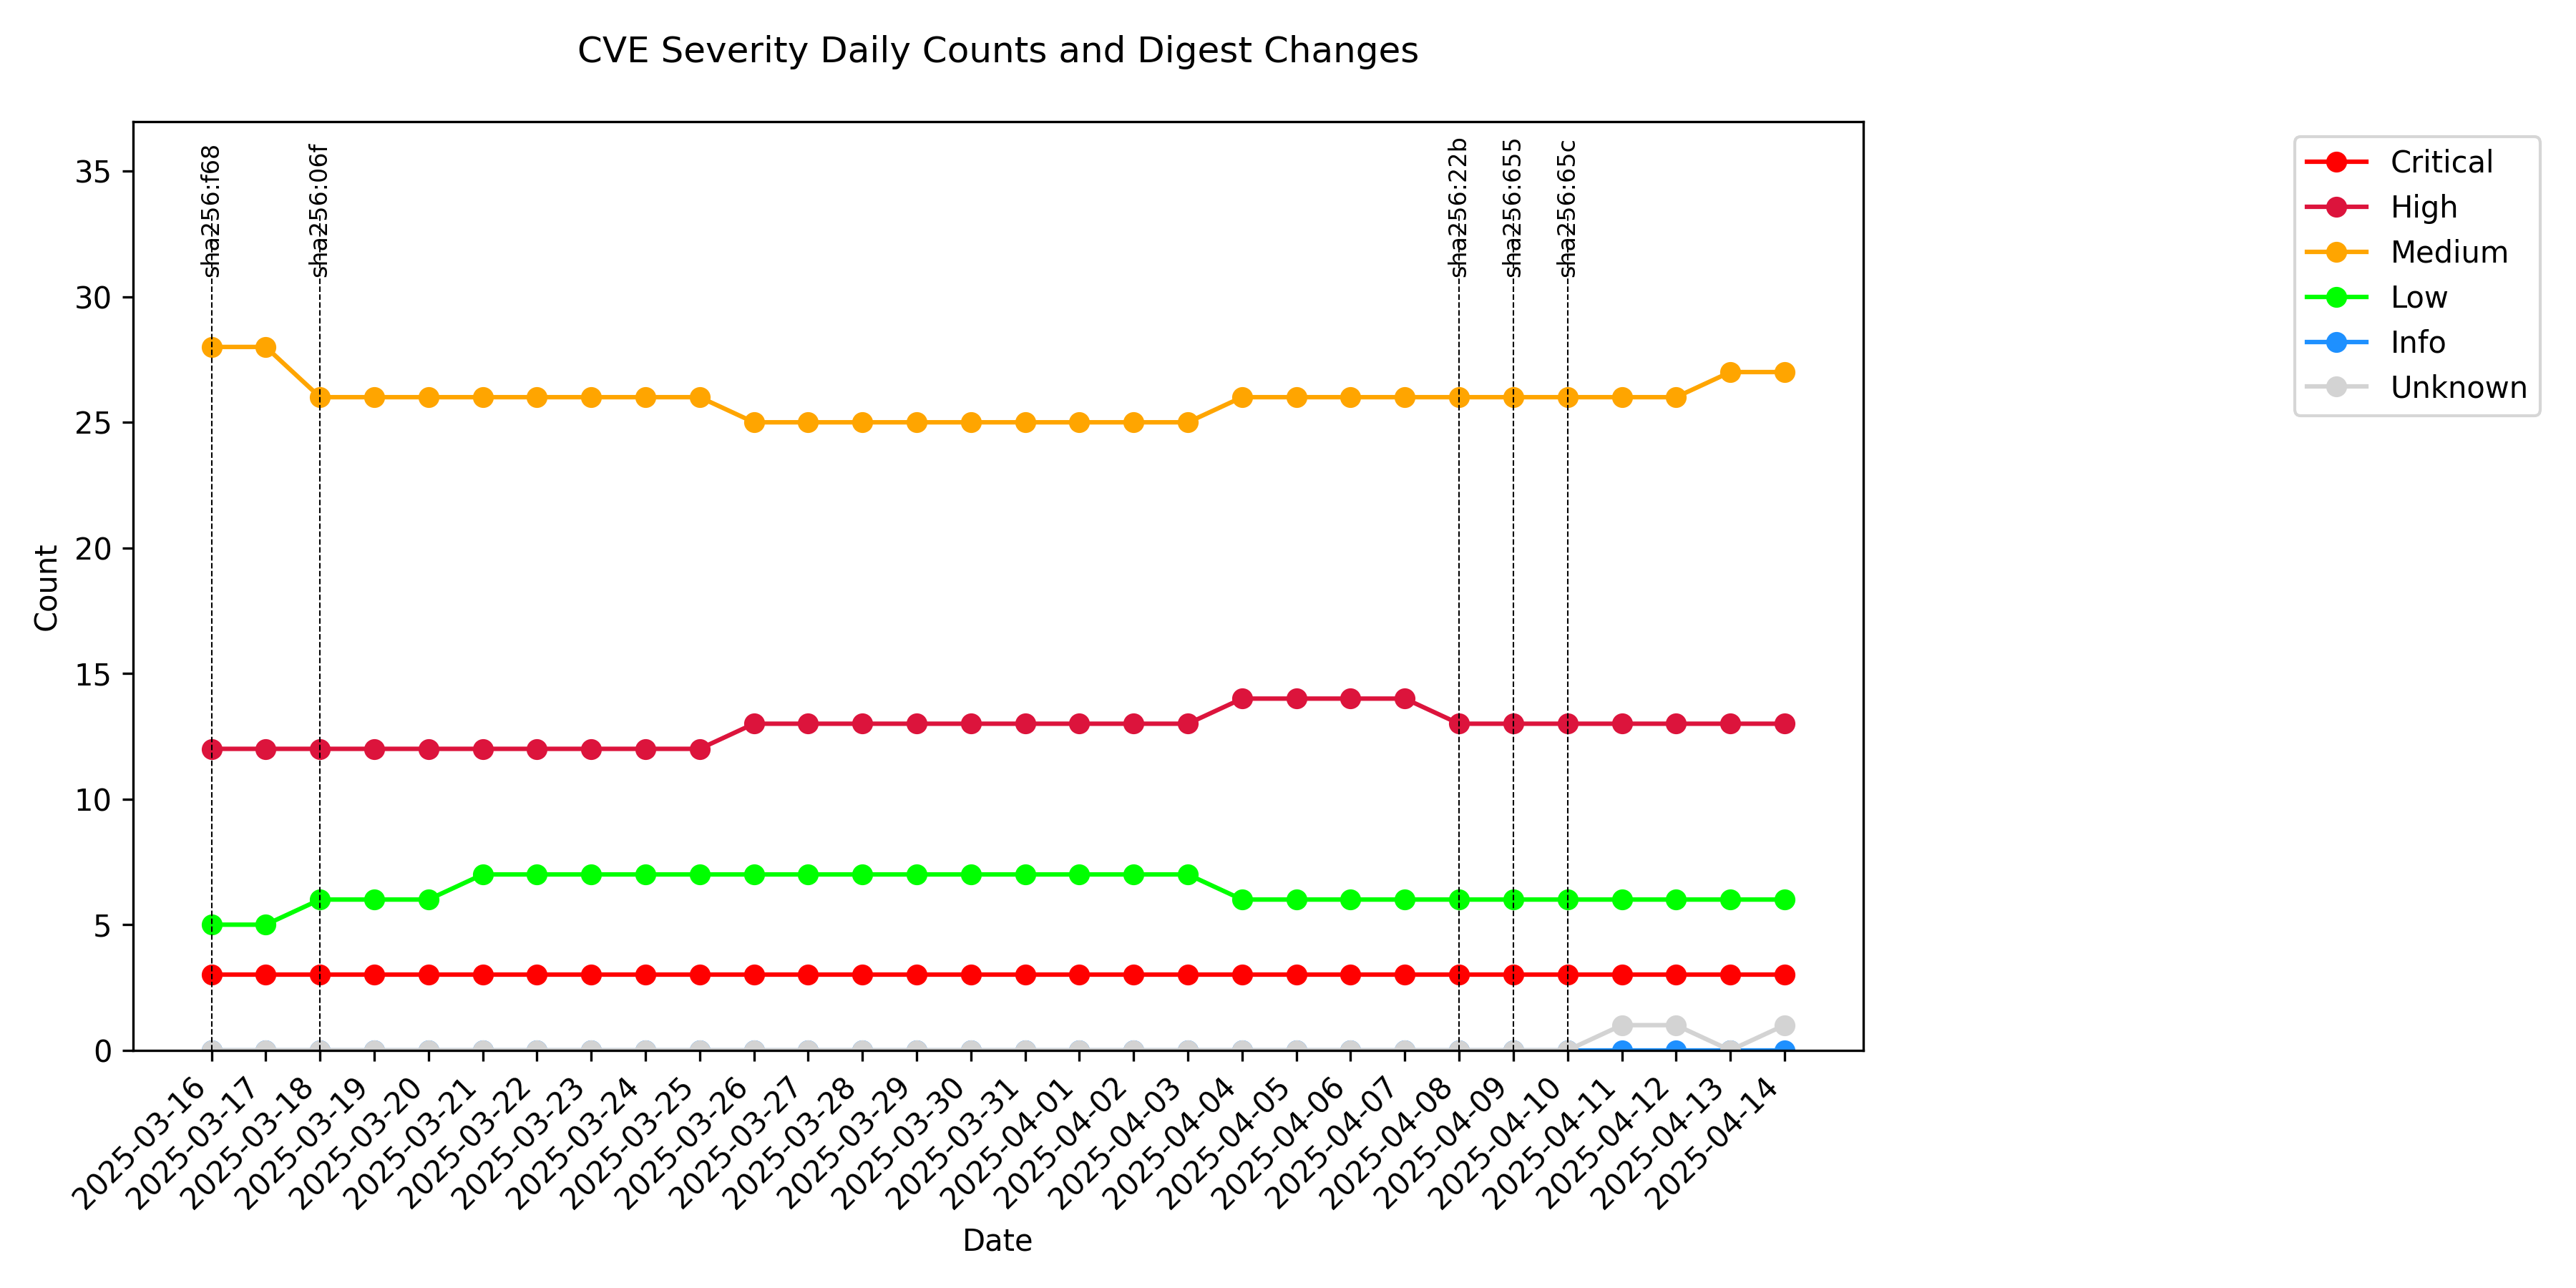 CVE Severity Daily Counts and Digest Changes
sha256:f68
sha256:06f
sha256:22b
sha256:655
sha256:65c
Critical
High
Medium
Low
Info
Unknown
35
30
25
20
15
10
5
0
Count
2025-03-16
2025-03-17
2025-03-18
2025-03-19
2025-03-20
2025-03-21
2025-03-22
2025-03-23
2025-03-24
2025-03-25
2025-03-26
2025-03-27
2025-03-28
2025-03-29
2025-03-30
2025-03-31
2025-04-01
2025-04-02
2025-04-03
2025-04-04
2025-04-05
2025-04-06
2025-04-07
2025-04-08
2025-04-09
2025-04-10
2025-04-11
2025-04-12
2025-04-13
2025-04-14
Date